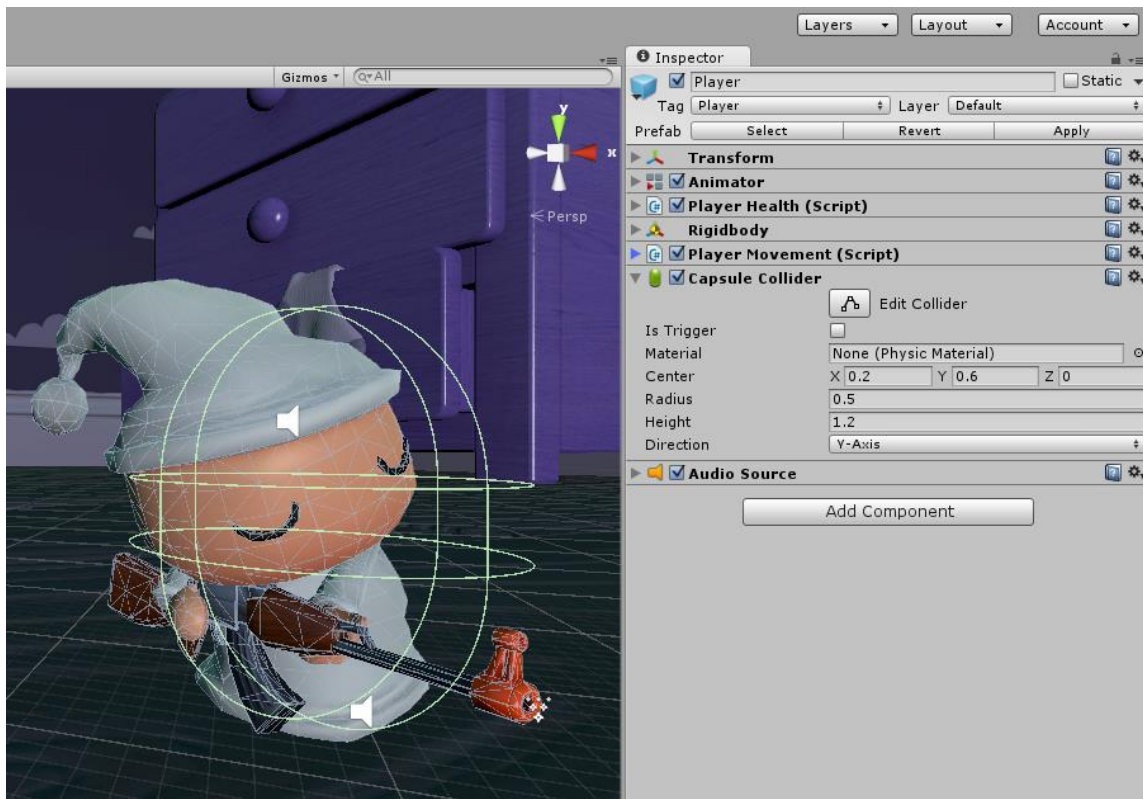 Layers Layout Account
Inspector
Gizmos All
Player Static
Tag Player Layer Default
Prefab Select Revert Apply
Transform
Animator
Player Health (Script)
Rigidbody
Player Movement (Script)
Capsule Collider
Edit Collider
Is Trigger
Material None (Physic Material)
Center X 0.2 Y 0.6 Z 0
Radius 0.5
Height 1.2
Direction Y-Axis
Audio Source
Add Component
y
x
Persp